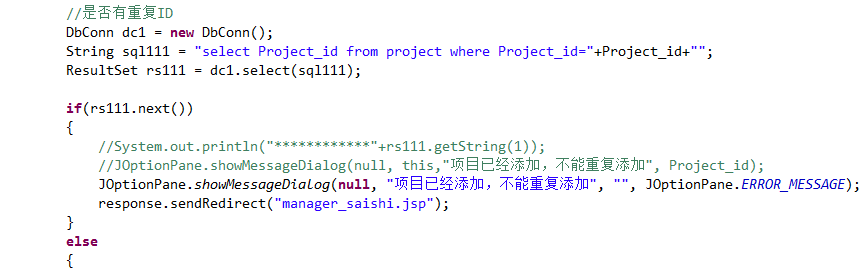 //是否有重复ID
DbConn dc1 = new DbConn();
String sql111 = "select Project_id from project where Project_id="+Project_id+"";
ResultSet rs111 = dc1.select(sql111);
if(rs111.next())
{
//System.out.println("************"+rs111.getString(1));
//JOptionPane.showMessageDialog(null, this,"项目已经添加，不能重复添加", Project_id);
JOptionPane.showMessageDialog(null, "项目已经添加，不能重复添加", "", JOptionPane.ERROR_MESSAGE);
response.sendRedirect("manager_saishi.jsp");
}
else
{